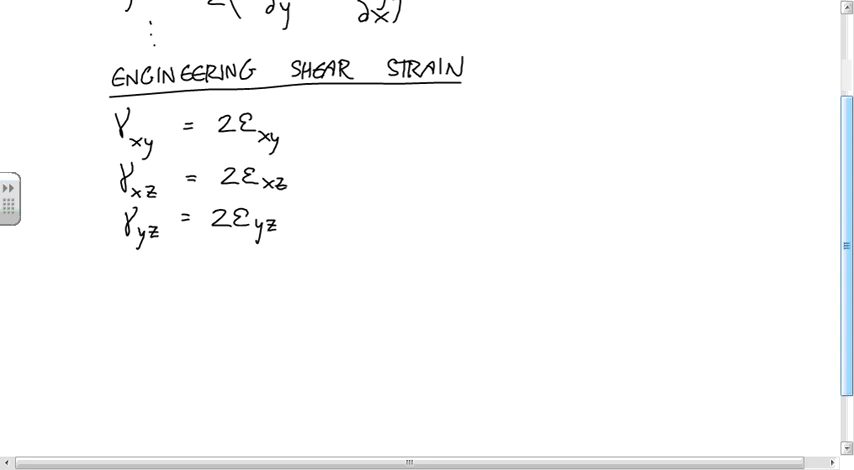 ∂y ∂x)
⋮
ENGINEERING SHEAR STRAIN
γxy = 2εxy
γxz = 2εxz
γyz = 2εyz